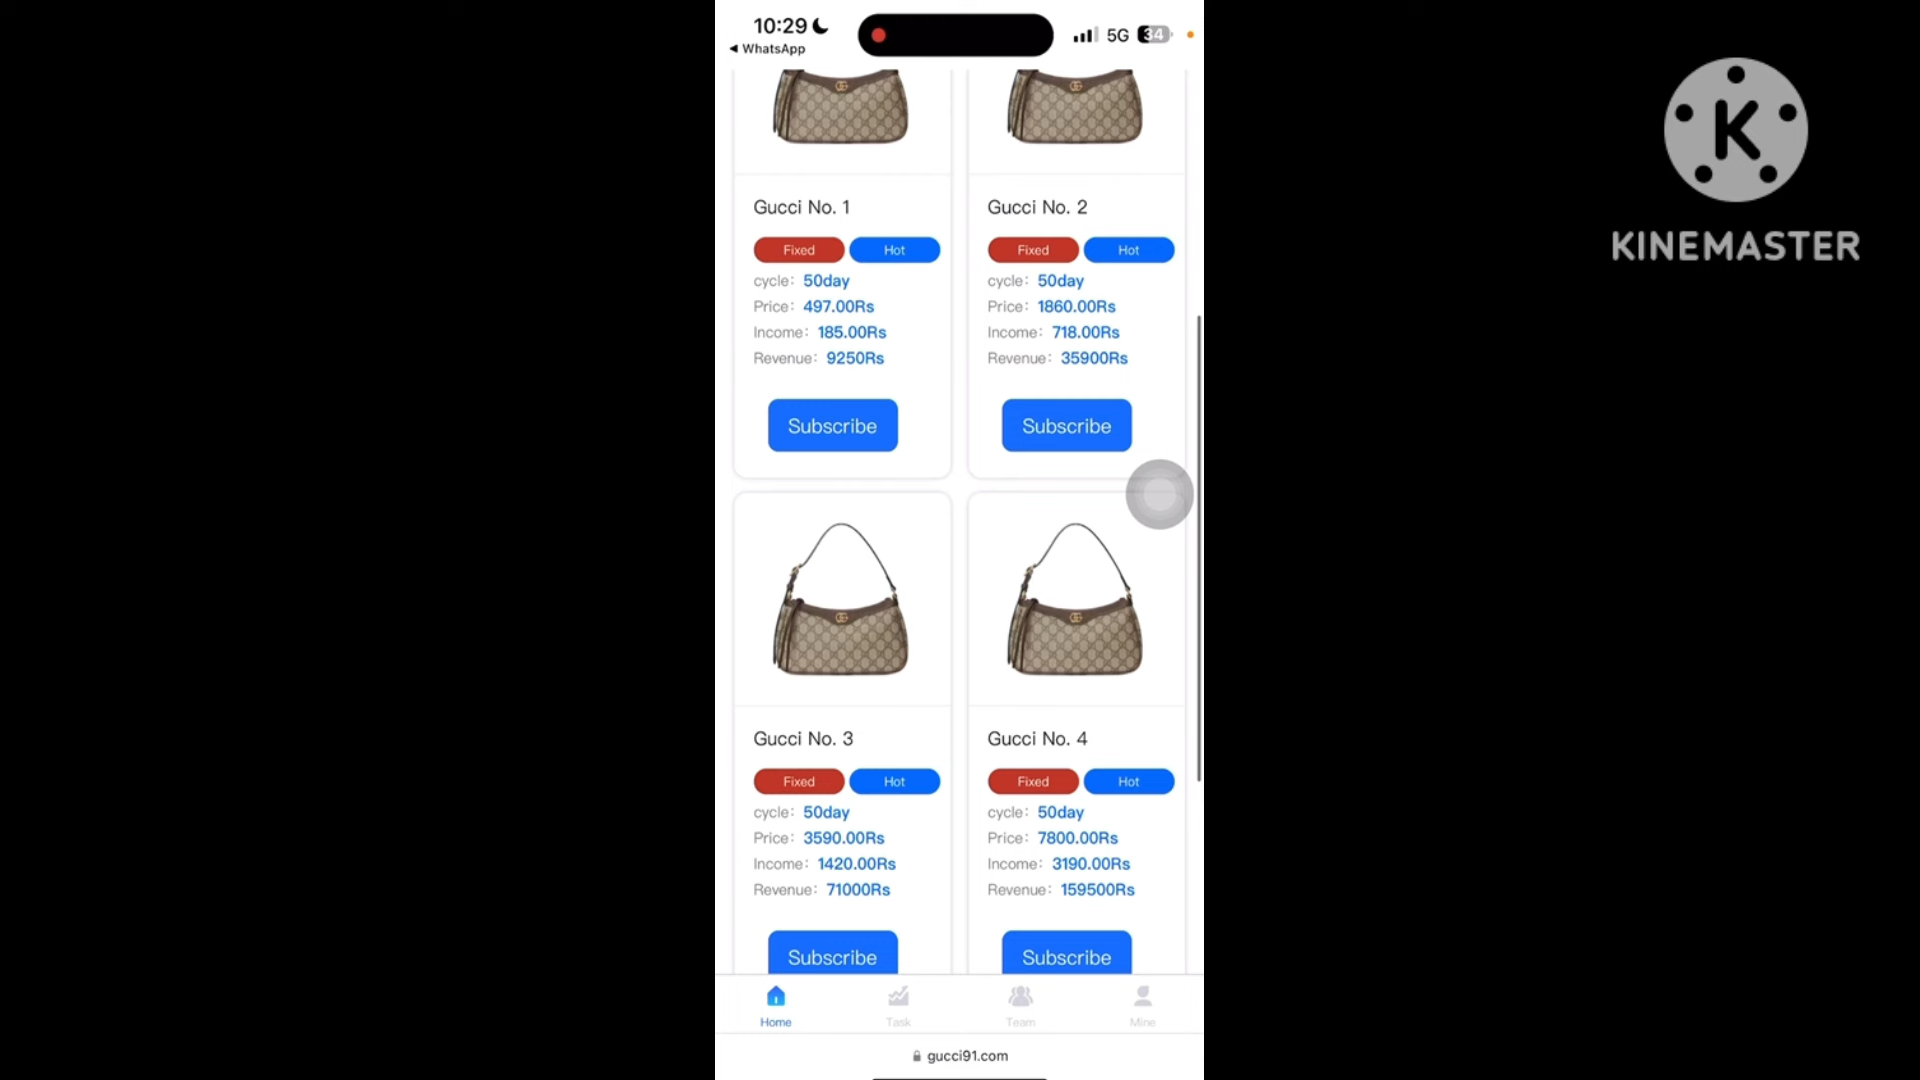 10:29
5G 34
◀ WhatsApp
KINEMASTER
Gucci No. 1
Fixed Hot
cycle: 50day
Price: 497.00Rs
Income: 185.00Rs
Revenue: 9250Rs
Subscribe
Gucci No. 2
Fixed Hot
cycle: 50day
Price: 1860.00Rs
Income: 718.00Rs
Revenue: 35900Rs
Subscribe
Gucci No. 3
Fixed Hot
cycle: 50day
Price: 3590.00Rs
Income: 1420.00Rs
Revenue: 71000Rs
Subscribe
Gucci No. 4
Fixed Hot
cycle: 50day
Price: 7800.00Rs
Income: 3190.00Rs
Revenue: 159500Rs
Subscribe
Home Task Team Mine
gucci91.com